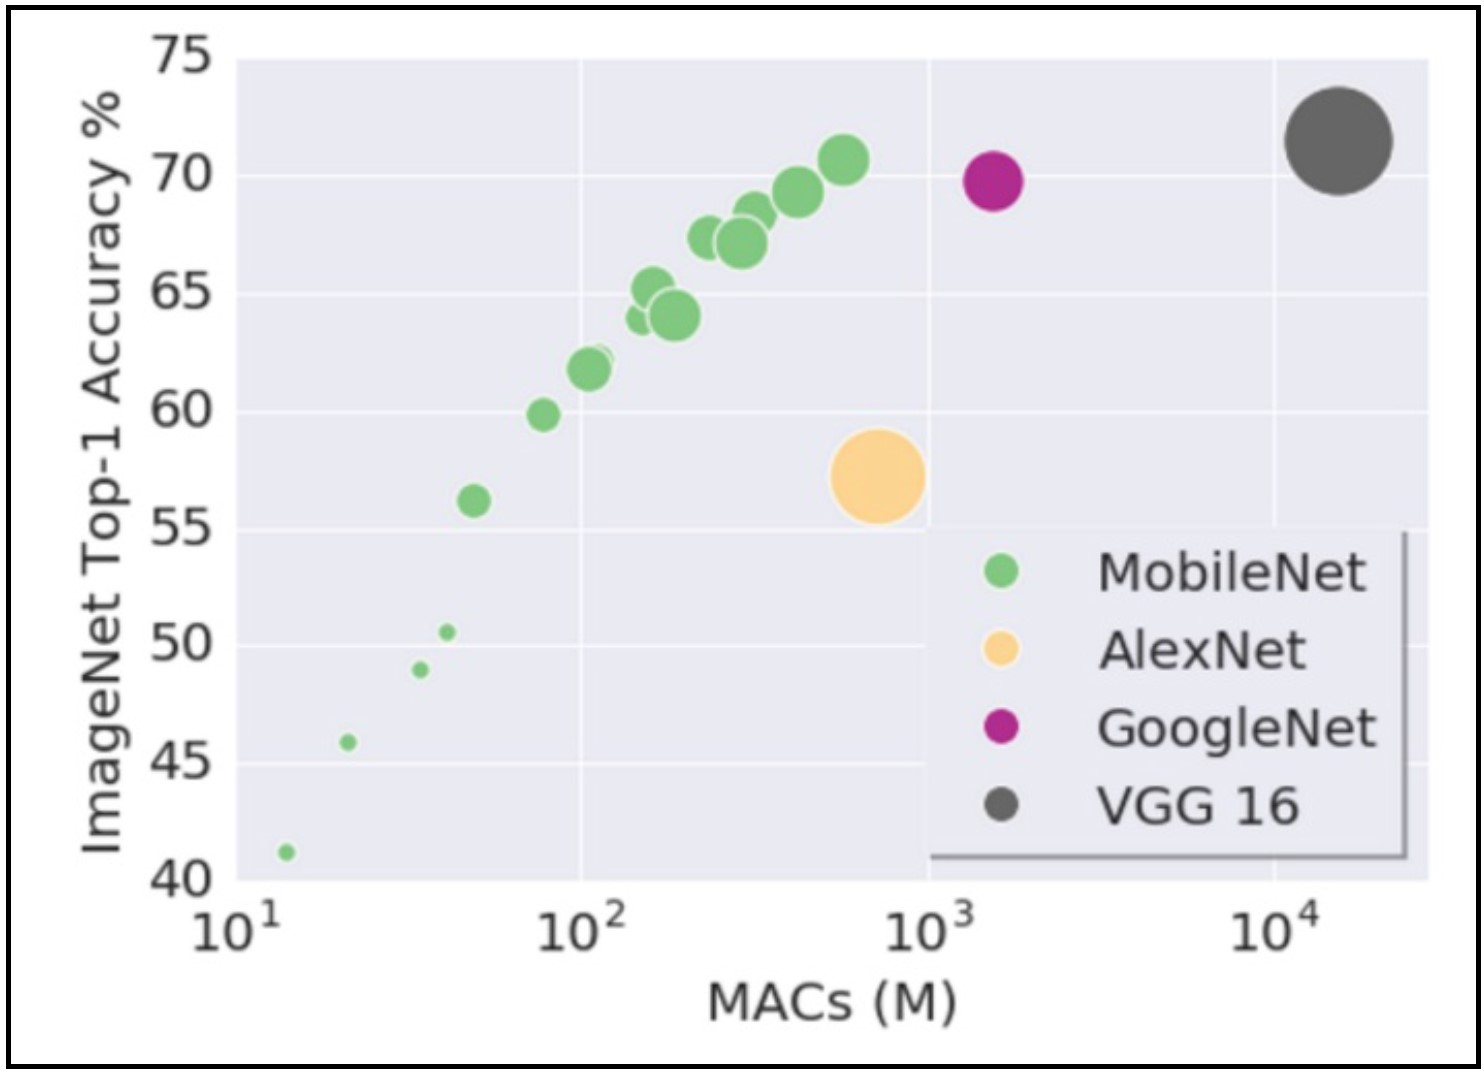 ImageNet Top-1 Accuracy %
75
70
65
60
55
50
45
40
10¹ 10² 10³ 10⁴
MACs (M)
MobileNet
AlexNet
GoogleNet
VGG 16